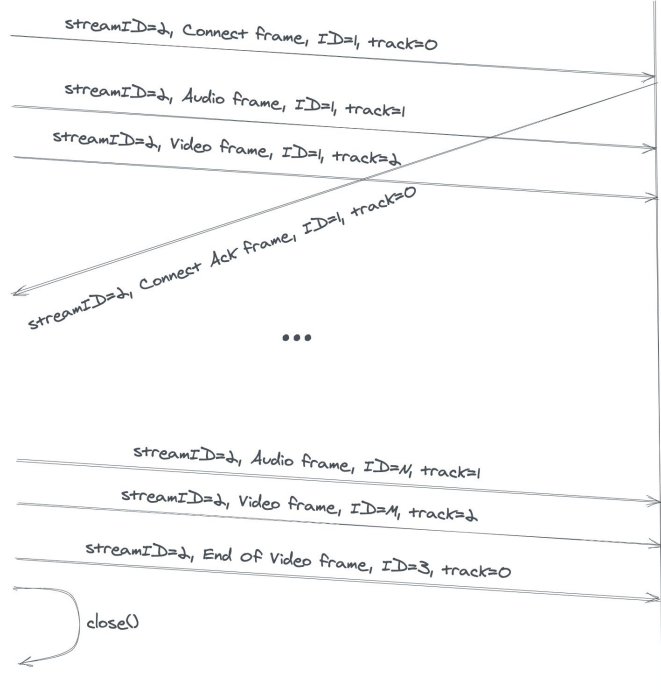 streamID=2, Connect frame, ID=1, track=0
streamID=2, Audio frame, ID=1, track=1
streamID=2, Video frame, ID=1, track=2
streamID=2, Connect Ack frame, ID=1, track=0
...
streamID=2, Audio frame, ID=N, track=1
streamID=2, Video frame, ID=M, track=2
streamID=2, End of Video frame, ID=3, track=0
close()